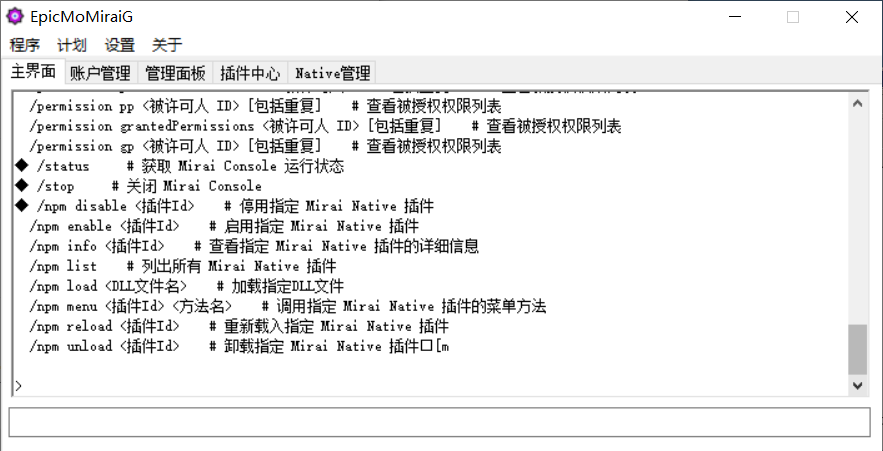 EpicMoMiraiG
程序 计划 设置 关于
主界面 账户管理 管理面板 插件中心 Native管理
/permission pp <被许可人 ID> [包括重复]    # 查看被授权权限列表
/permission grantedPermissions <被许可人 ID> [包括重复]    # 查看被授权权限列表
/permission gp <被许可人 ID> [包括重复]    # 查看被授权权限列表
◆ /status    # 获取 Mirai Console 运行状态
◆ /stop    # 关闭 Mirai Console
◆ /npm disable <插件Id>    # 停用指定 Mirai Native 插件
/npm enable <插件Id>    # 启用指定 Mirai Native 插件
/npm info <插件Id>    # 查看指定 Mirai Native 插件的详细信息
/npm list    # 列出所有 Mirai Native 插件
/npm load <DLL文件名>    # 加载指定DLL文件
/npm menu <插件Id> <方法名>    # 调用指定 Mirai Native 插件的菜单方法
/npm reload <插件Id>    # 重新载入指定 Mirai Native 插件
/npm unload <插件Id>    # 卸载指定 Mirai Native 插件口[m
>